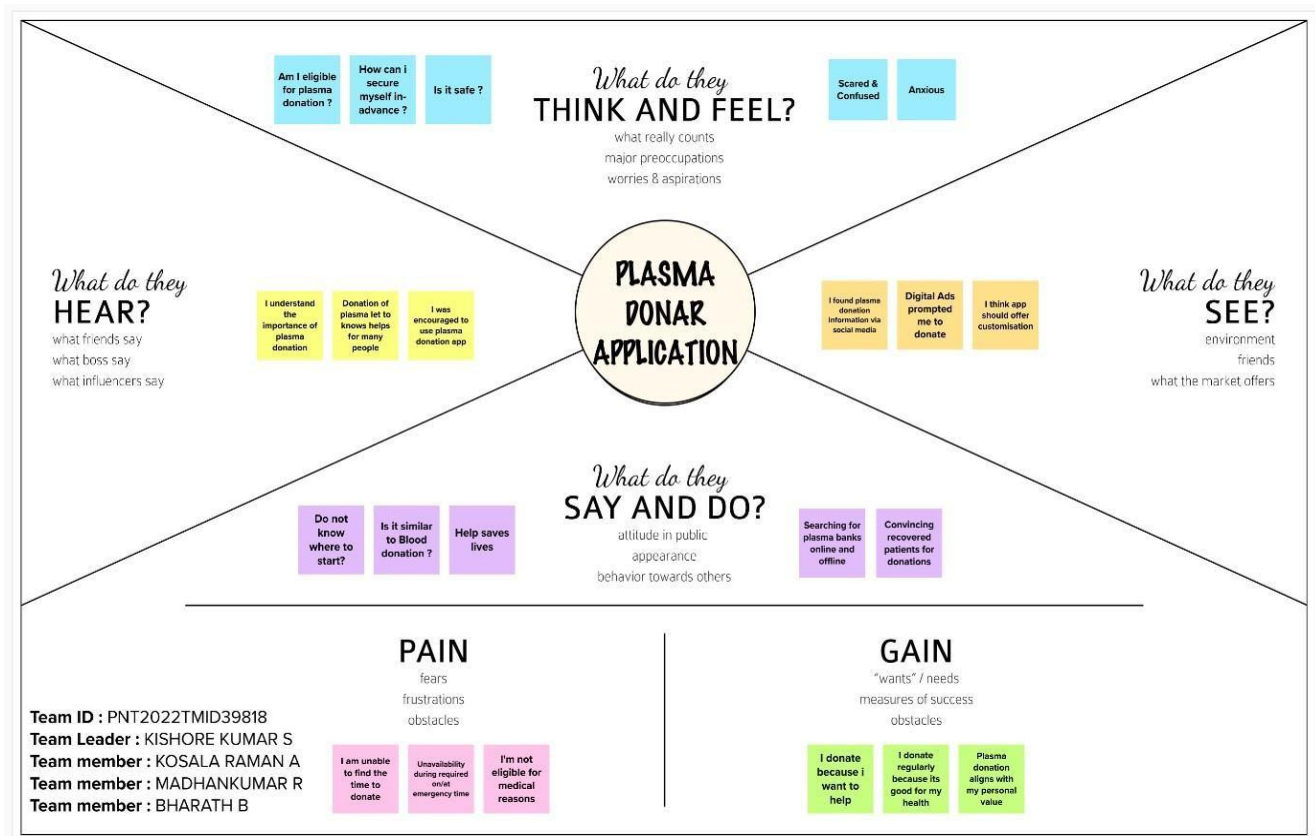 Am I eligible
for plasma
donation ?
How can i
secure
myself in-
advance ?
Is it safe ?
What do they
THINK AND FEEL?
what really counts
major preoccupations
worries & aspirations
Scared &
Confused
Anxious
What do they
HEAR?
what friends say
what boss say
what influencers say
I understand
the
importance of
plasma
donation
Donation of
plasma let to
knows helps
for many
people
I was
encouraged to
use plasma
donation app
PLASMA
DONAR
APPLICATION
I found plasma
donation
information via
social media
Digital Ads
prompted
me to
donate
I think app
should offer
customisation
What do they
SEE?
environment
friends
what the market offers
What do they
SAY AND DO?
attitude in public
appearance
behavior towards others
Do not
know
where to
start?
Is it similar
to Blood
donation ?
Help saves
lives
Searching for
plasma banks
online and
offline
Convincing
recovered
patients for
donations
PAIN
fears
frustrations
obstacles
I am unable
to find the
time to
donate
Unavailability
during required
on/at
emergency time
I'm not
eligible for
medical
reasons
GAIN
"wants" / needs
measures of success
obstacles
I donate
because i
want to
help
I donate
regularly
because its
good for my
health
Plasma
donation
aligns with
my personal
value
Team ID : PNT2022TMID39818
Team Leader : KISHORE KUMAR S
Team member : KOSALA RAMAN A
Team member : MADHANKUMAR R
Team member : BHARATH B